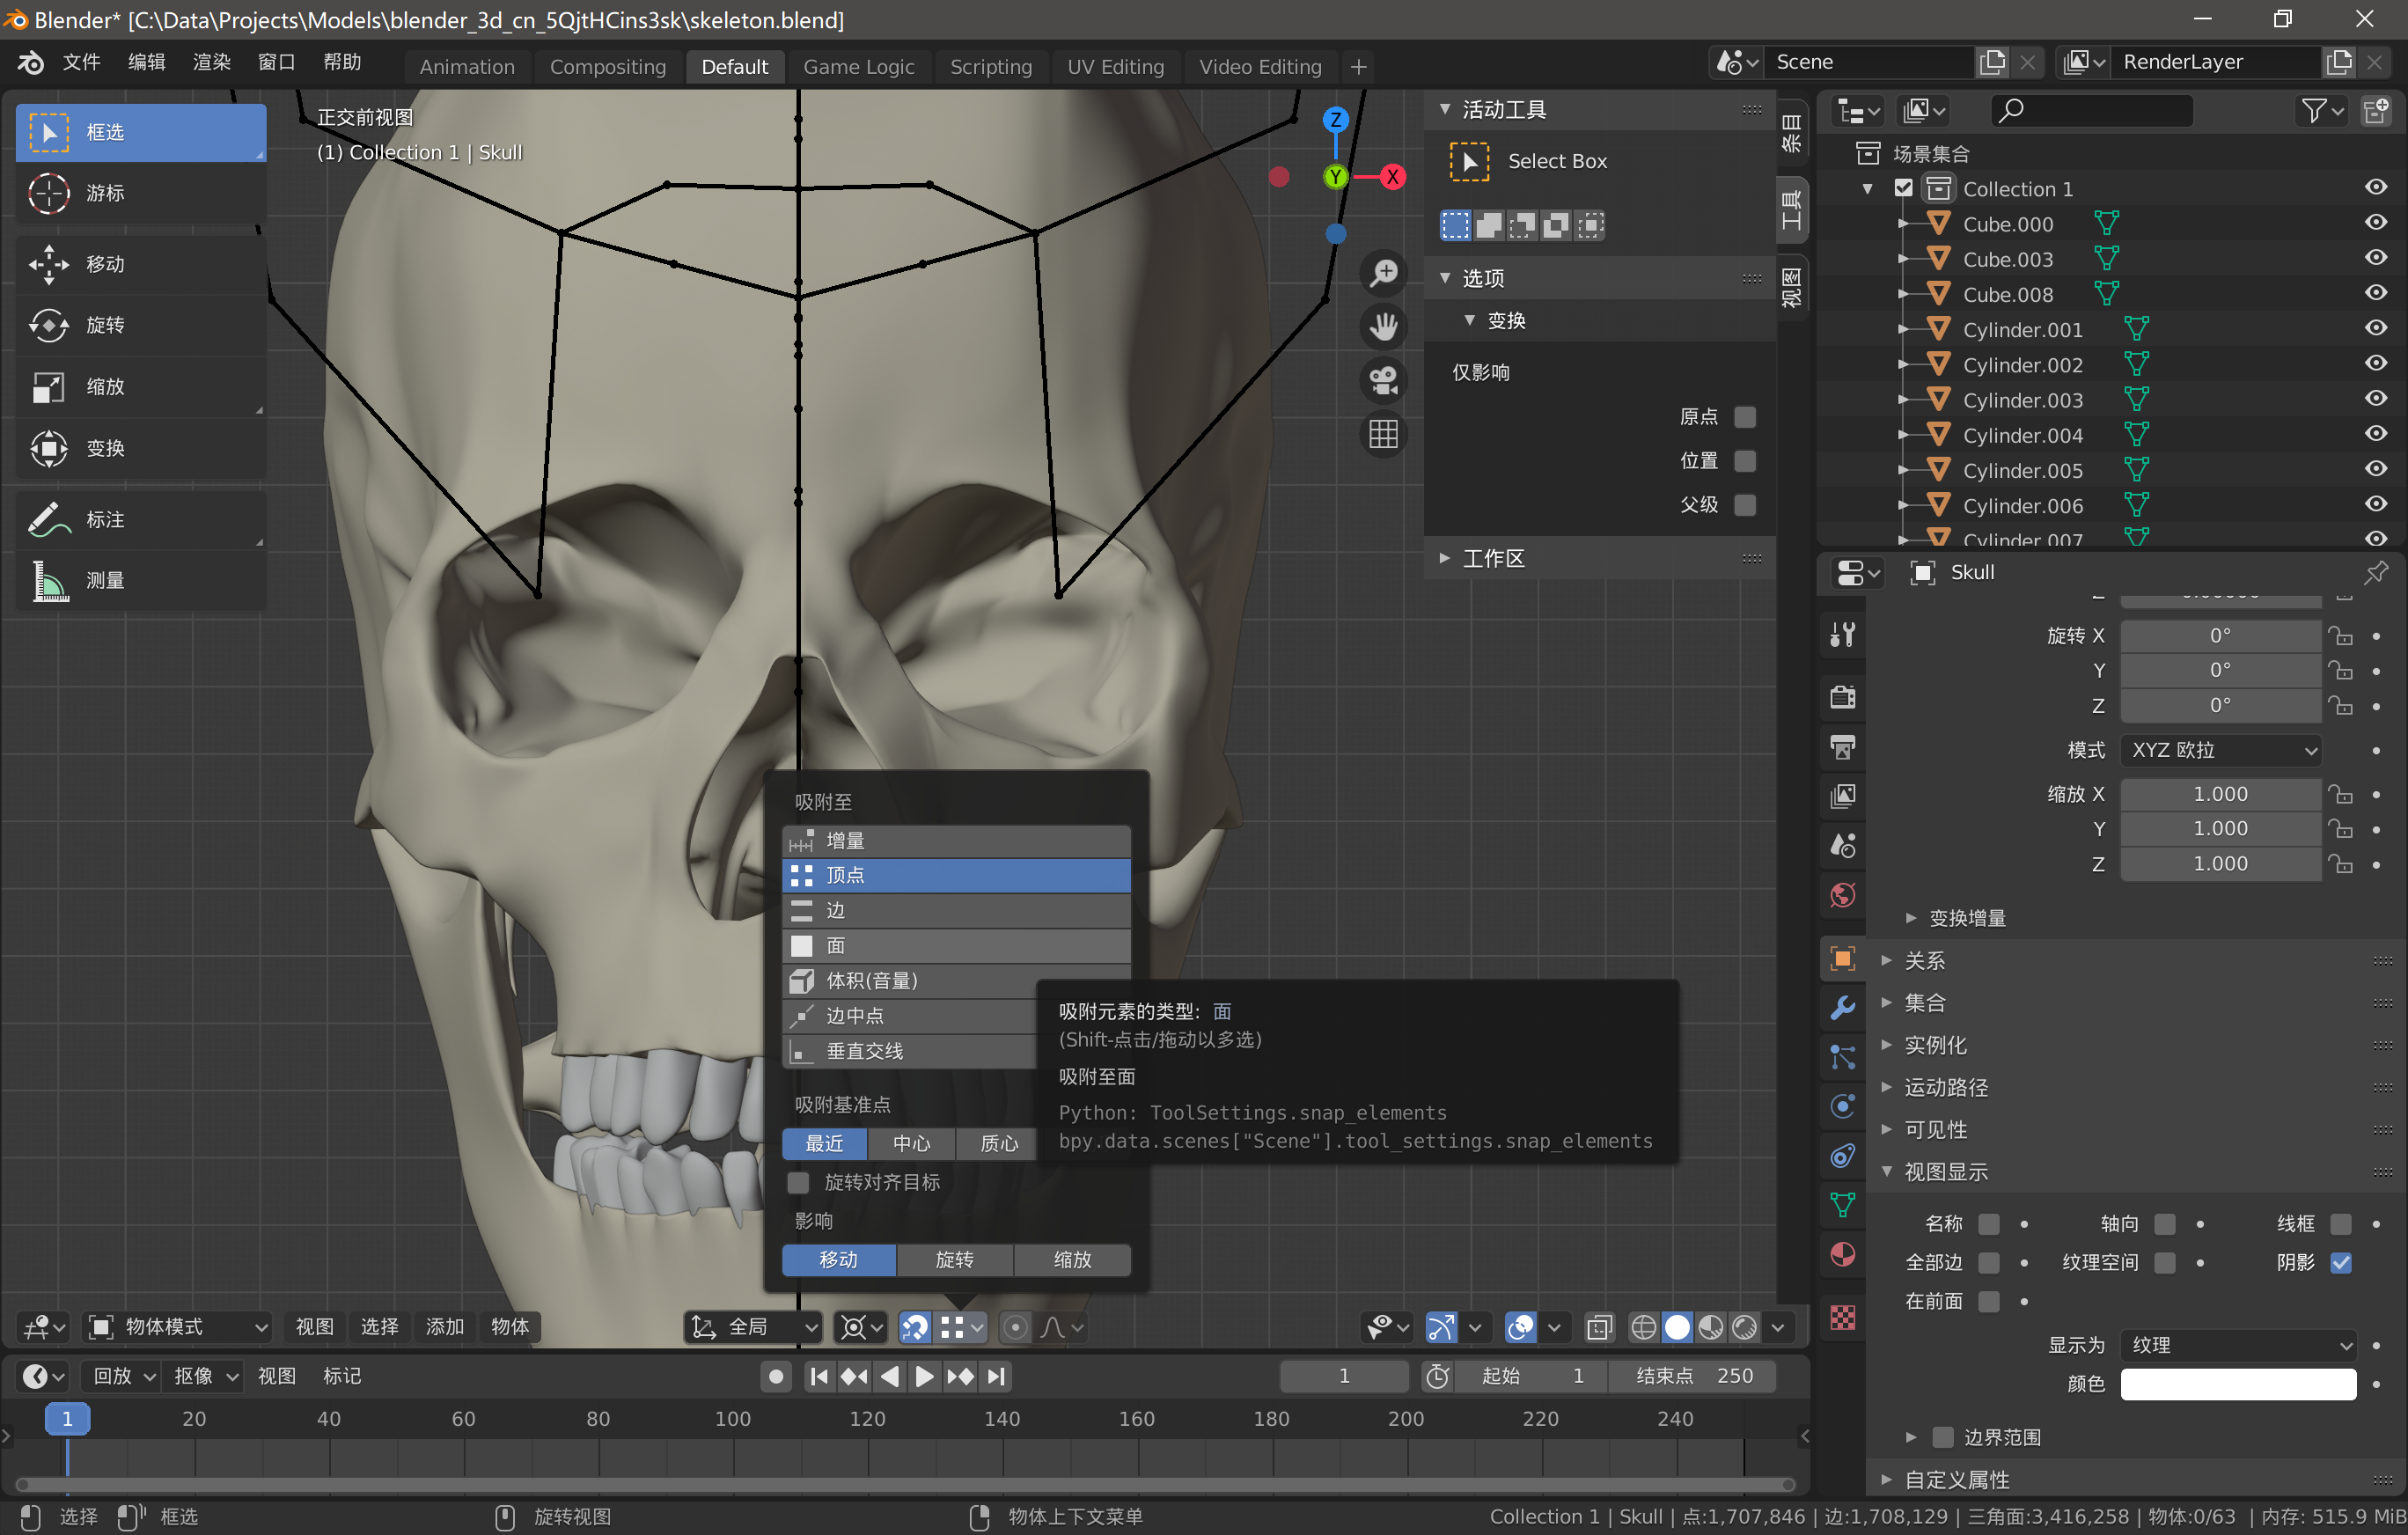 Blender* [C:\Data\Projects\Models\blender_3d_cn_5QjtHCins3sk\skeleton.blend]
文件 编辑 渲染 窗口 帮助 Animation Compositing Default Game Logic Scripting UV Editing Video Editing + Scene RenderLayer
框选
游标
移动
旋转
缩放
变换
标注
测量
正交前视图
(1) Collection 1 | Skull
Z
Y
X
活动工具
Select Box
选项
变换
仅影响
原点
位置
父级
工作区
条目
工具
视图
场景集合
Collection 1
Cube.000
Cube.003
Cube.008
Cylinder.001
Cylinder.002
Cylinder.003
Cylinder.004
Cylinder.005
Cylinder.006
Cylinder.007
Skull
旋转 X 0°
Y 0°
Z 0°
模式 XYZ 欧拉
缩放 X 1.000
Y 1.000
Z 1.000
变换增量
关系
集合
实例化
运动路径
可见性
视图显示
名称 轴向 线框
全部边 纹理空间 阴影
在前面
显示为 纹理
颜色
边界范围
自定义属性
吸附至
增量
顶点
边
面
体积(音量)
边中点
垂直交线
吸附基准点
最近 中心 质心
旋转对齐目标
影响
移动 旋转 缩放
吸附元素的类型: 面
(Shift-点击/拖动以多选)
吸附至面
Python: ToolSettings.snap_elements
bpy.data.scenes["Scene"].tool_settings.snap_elements
物体模式 视图 选择 添加 物体 全局
回放 抠像 视图 标记 1 起始 1 结束点 250
1 20 40 60 80 100 120 140 160 180 200 220 240
选择 框选 旋转视图 物体上下文菜单 Collection 1 | Skull | 点:1,707,846 | 边:1,708,129 | 三角面:3,416,258 | 物体:0/63 | 内存: 515.9